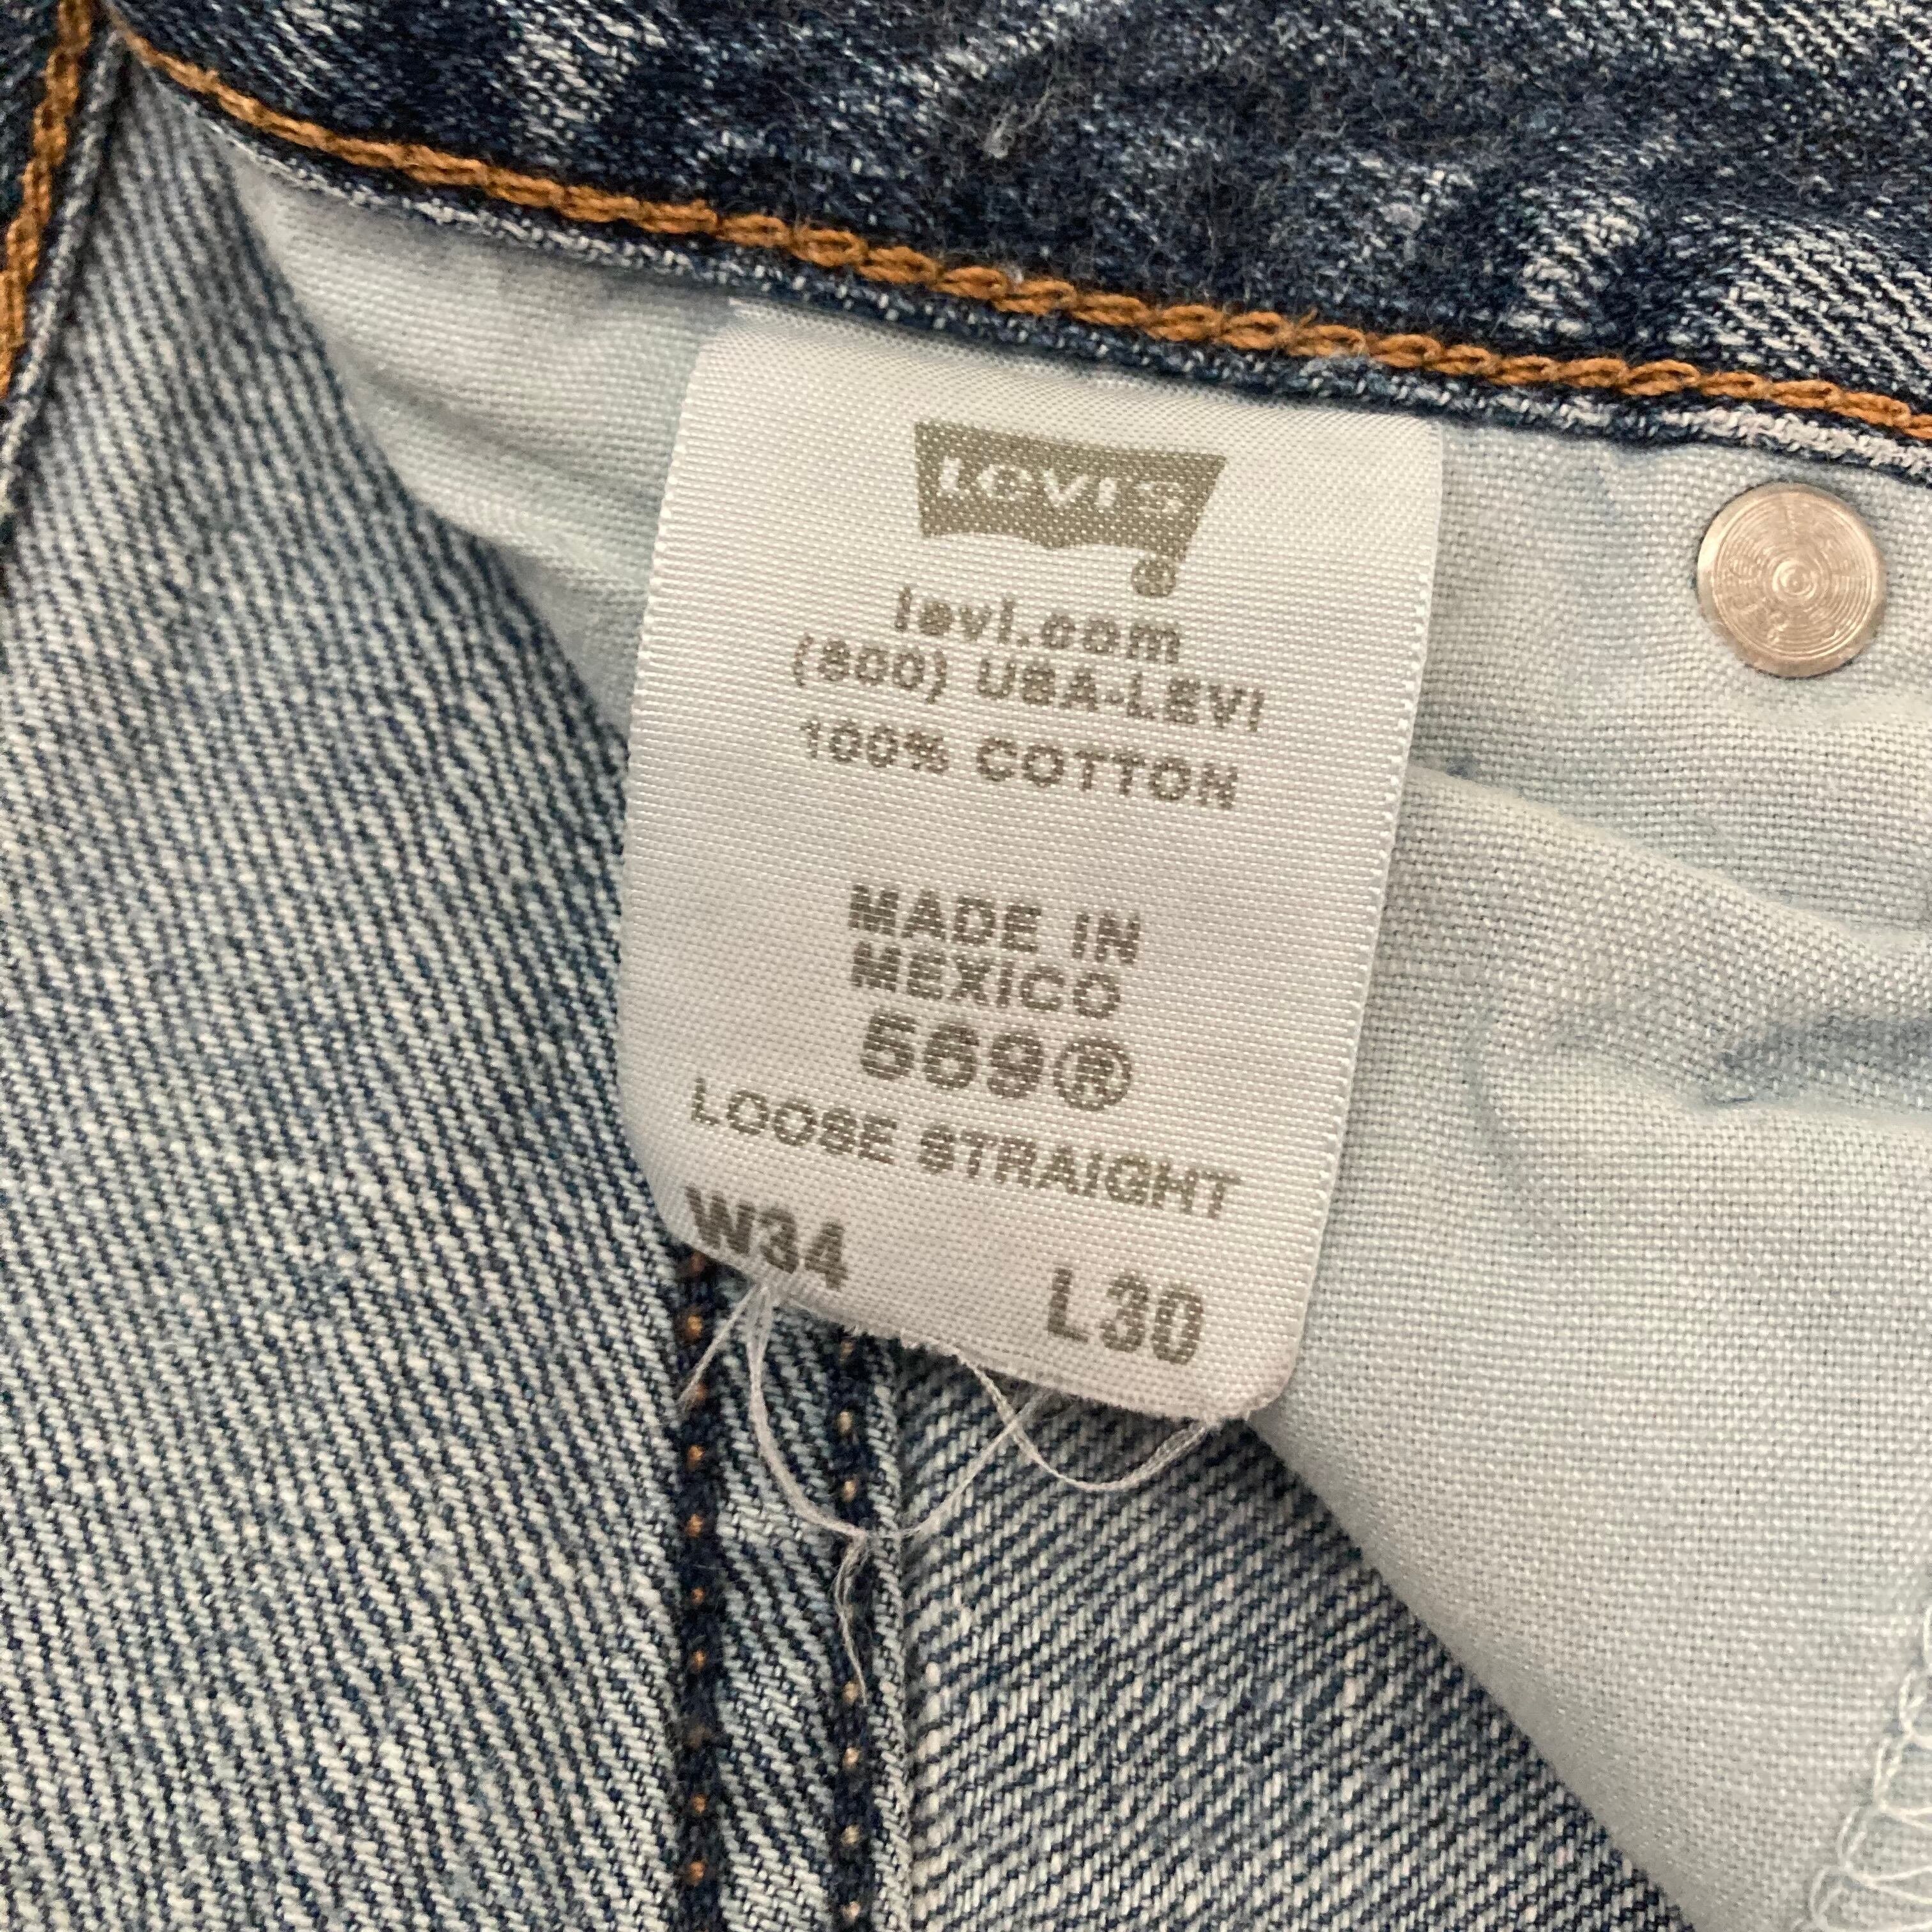 LEVI'S
®
levi.com
(800) USA-LEVI
100% COTTON
MADE IN
MEXICO
569®
LOOSE STRAIGHT
W34 L30